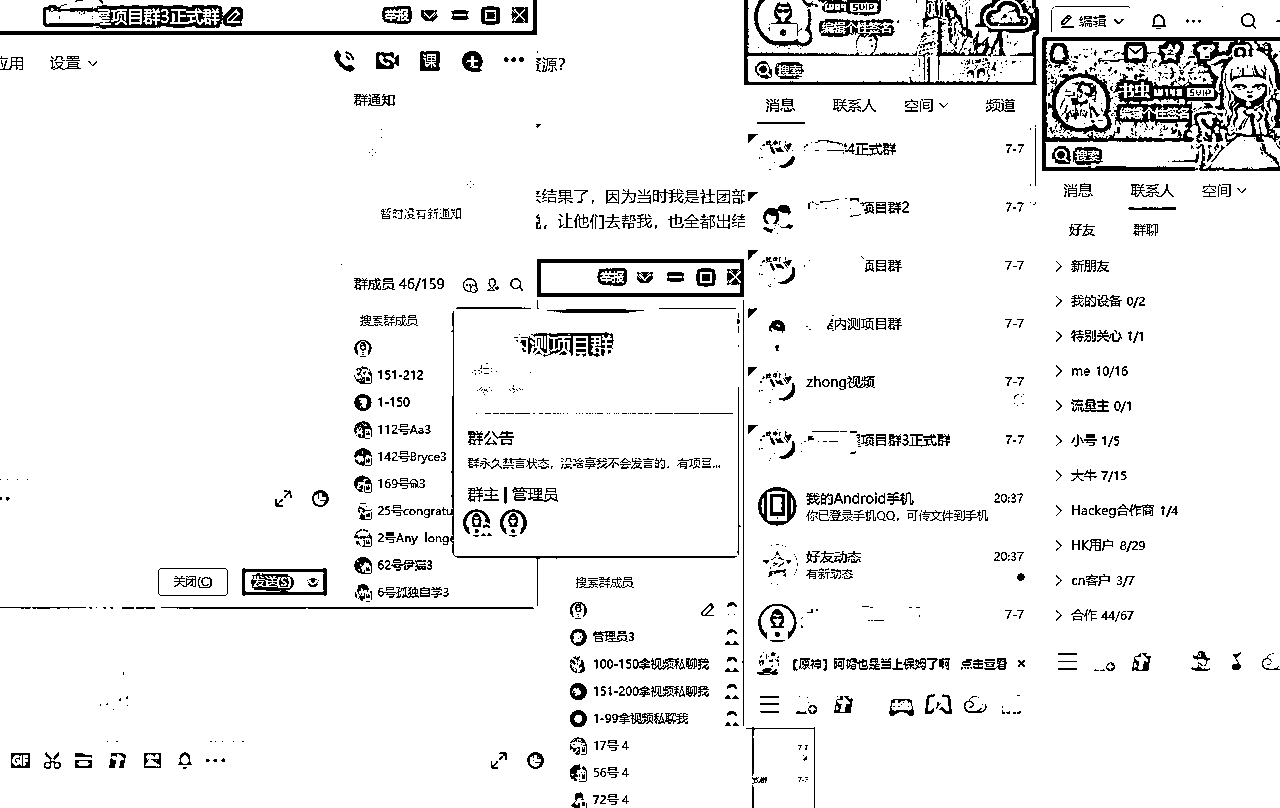 项目群3正式群
举报
应用 设置
群通知
暂时没有新通知
群成员 46/159
搜索群成员
151-212
1-150
112号Aa3
142号Bryce3
169号
25号congratu
2号Any longe
62号伊猫3
6号孤独自学3
关闭(C)
发送(S)
资源?
结果了，因为当时我是社团部
，让他们去帮我，也全都出结
举报
内测项目群
群公告
群永久禁言状态，没啥事我不会发言的，有项目...
群主 | 管理员
搜索群成员
管理员3
100-150拿视频私聊我
151-200拿视频私聊我
1-99拿视频私聊我
17号 4
56号 4
72号 4
GIF
SVIP
编辑个性签名
搜索
消息 联系人 空间 频道
4正式群 7-7
项目群2 7-7
项目群 7-7
内测项目群 7-7
zhong视频 7-7
项目群3正式群 7-7
我的Android手机 20:37
你已登录手机QQ，可传文件到手机
好友动态 20:37
有新动态
7-7
【原神】阿姆也是当上保姆了啊 点击查看
编辑
SVIP
编辑个性签名
搜索
消息 联系人 空间
好友 群聊
新朋友
我的设备 0/2
特别关心 1/1
me 10/16
流量主 0/1
小号 1/5
大牛 7/15
Hackeg合作商 1/4
HK用户 8/29
cn客户 3/7
合作 44/67